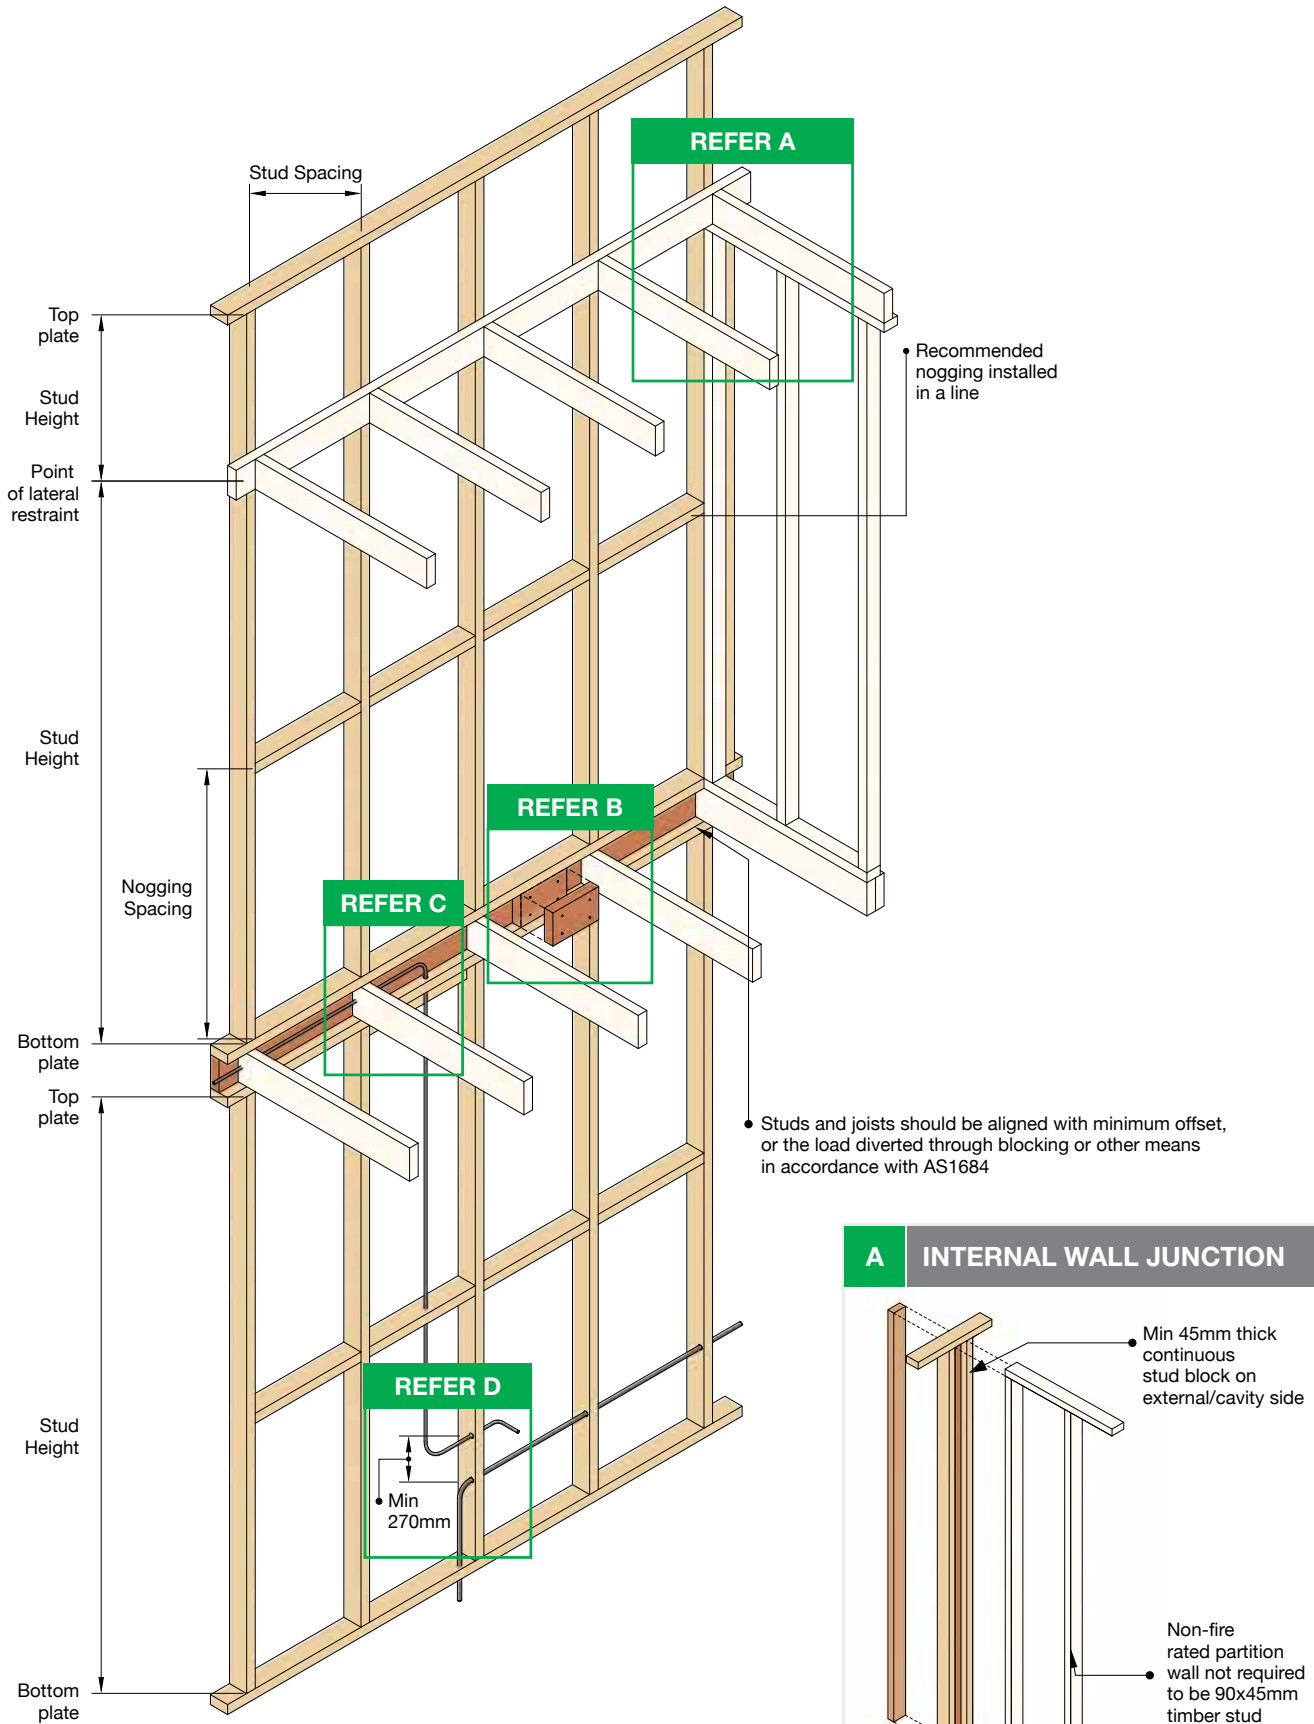 REFER A
Stud Spacing
Top
plate
Stud
Height
Recommended
nogging installed
in a line
Point
of lateral
restraint
Stud
Height
REFER B
Nogging
Spacing
REFER C
Bottom
plate
Top
plate
Studs and joists should be aligned with minimum offset,
or the load diverted through blocking or other means
in accordance with AS1684
A INTERNAL WALL JUNCTION
Min 45mm thick
continuous
stud block on
external/cavity side
REFER D
Stud
Height
Min
270mm
Non-fire
rated partition
wall not required
to be 90x45mm
timber stud
Bottom
plate